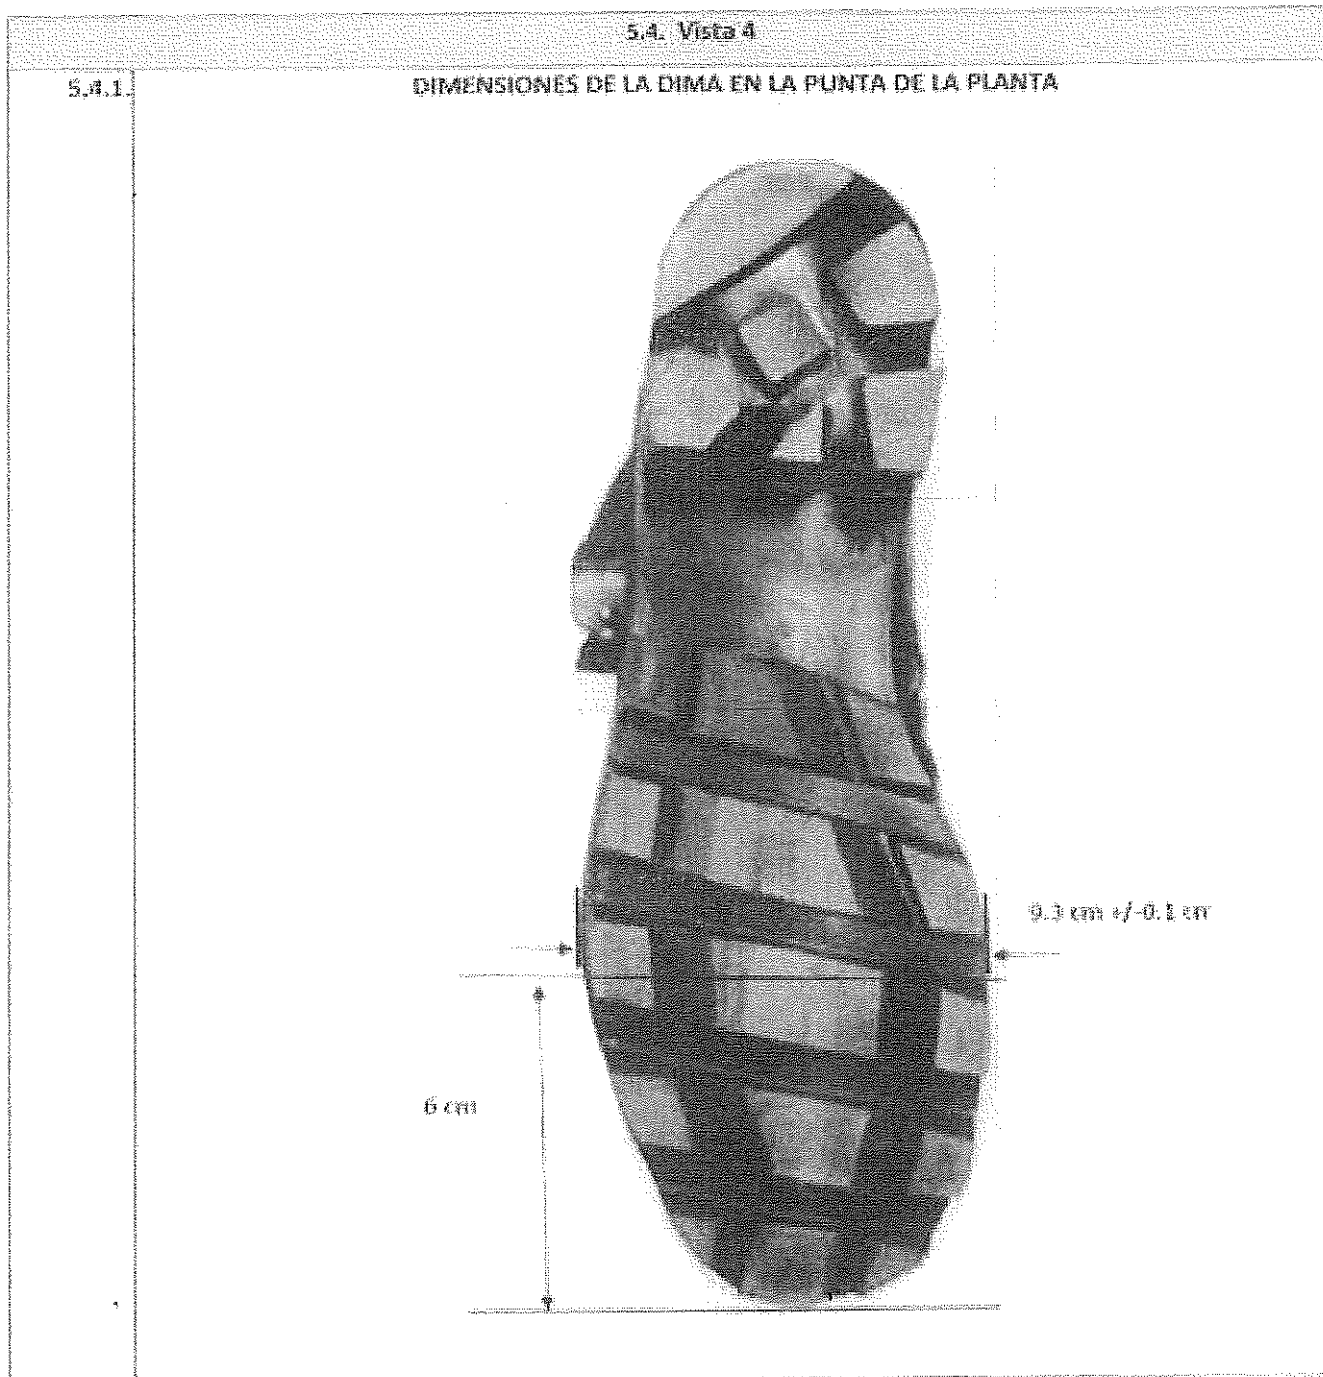 5.4. Vista 4
5.4.1.
DIMENSIONES DE LA DIMA EN LA PUNTA DE LA PLANTA
9.3 cm +/-0.1 cm
6 cm